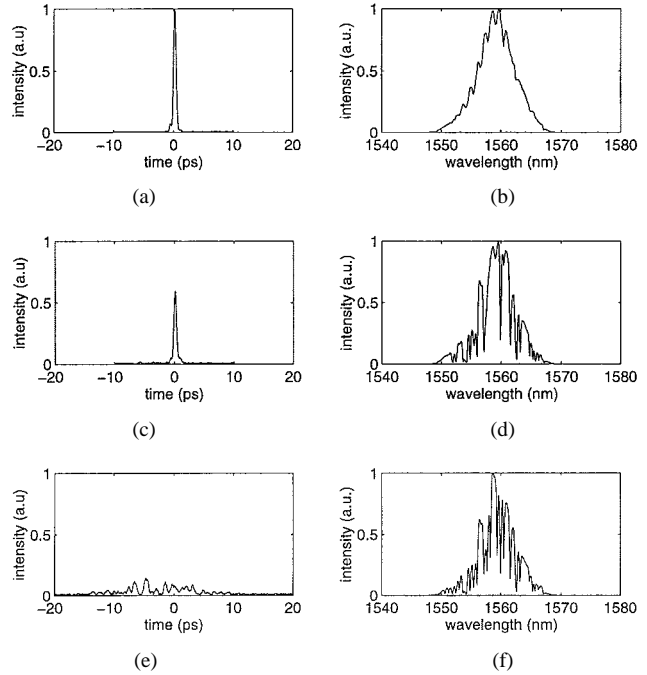 intensity (a.u)
1
0.5
0
−20 −10 0 10 20
time (ps)
(a)
intensity (a.u.)
1
0.5
0
1540 1550 1560 1570 1580
wavelength (nm)
(b)
intensity (a.u)
1
0.5
0
−20 −10 0 10 20
time (ps)
(c)
intensity (a.u.)
1
0.5
0
1540 1550 1560 1570 1580
wavelength (nm)
(d)
intensity (a.u)
1
0.5
0
−20 −10 0 10 20
time (ps)
(e)
intensity (a.u.)
1
0.5
0
1540 1550 1560 1570 1580
wavelength (nm)
(f)